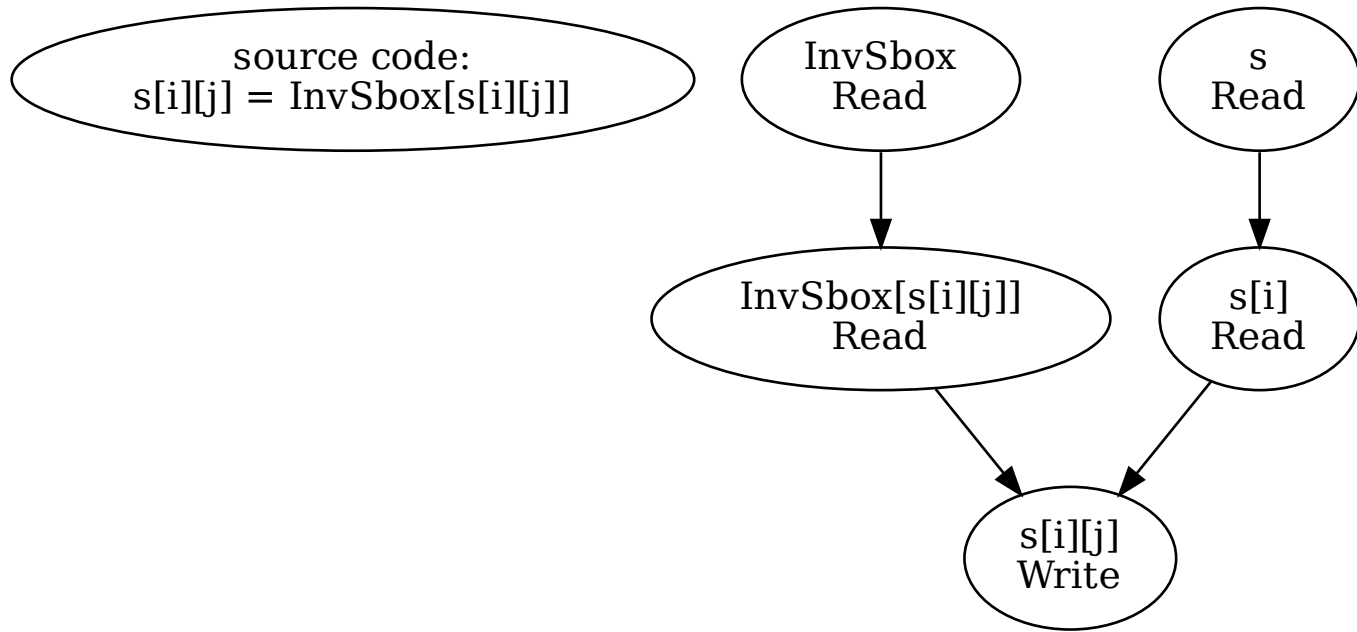 source code:
s[i][j] = InvSbox[s[i][j]]
InvSbox
Read
s
Read
InvSbox[s[i][j]]
Read
s[i]
Read
s[i][j]
Write